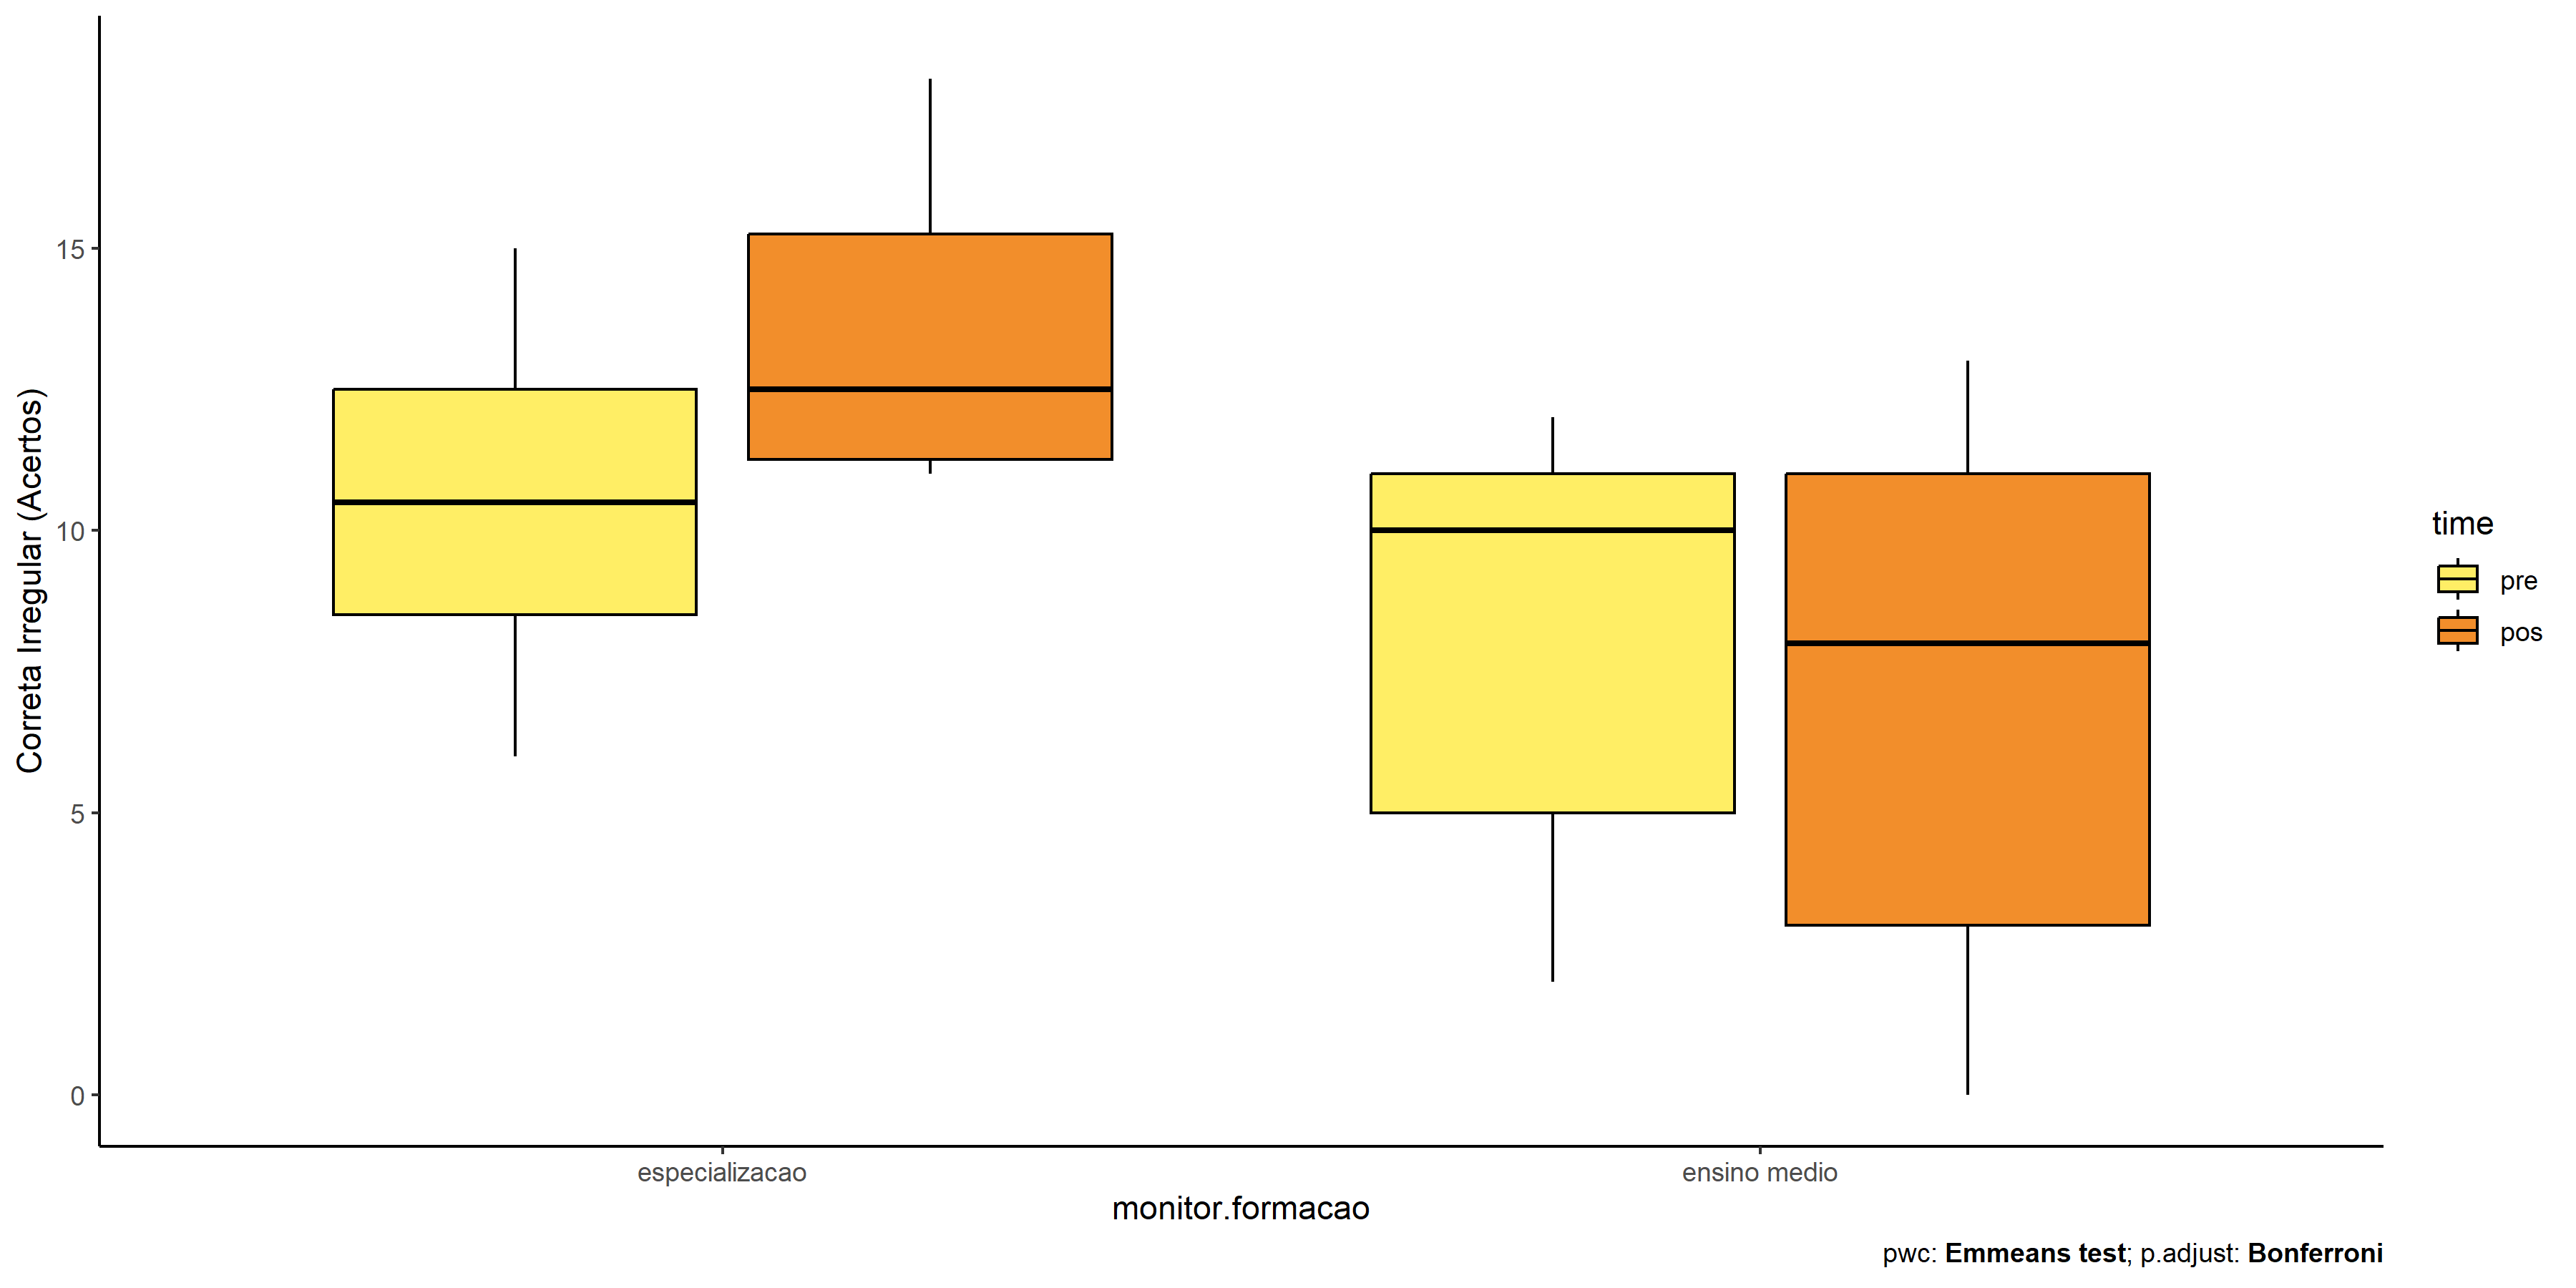 Correta Irregular (Acertos)
15
10
5
0
especializacao
ensino medio
monitor.formacao
time
pre
pos
pwc: Emmeans test; p.adjust: Bonferroni